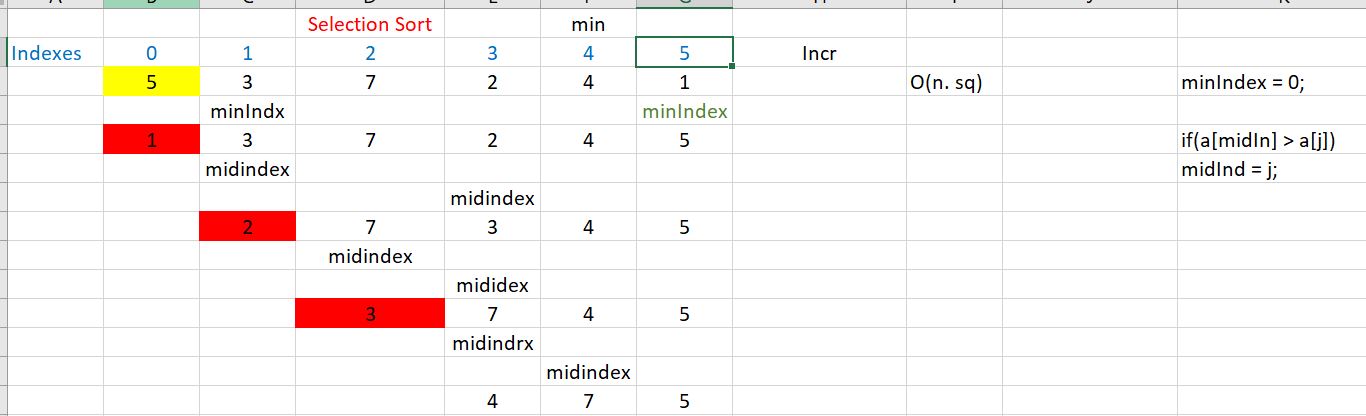 Selection Sort min
Indexes 0 1 2 3 4 5 Incr
5 3 7 2 4 1 O(n. sq) minIndex = 0;
minIndx minIndex
1 3 7 2 4 5 if(a[midIn] > a[j])
midindex midInd = j;
midindex
2 7 3 4 5
midindex
mididex
3 7 4 5
midindrx
midindex
4 7 5